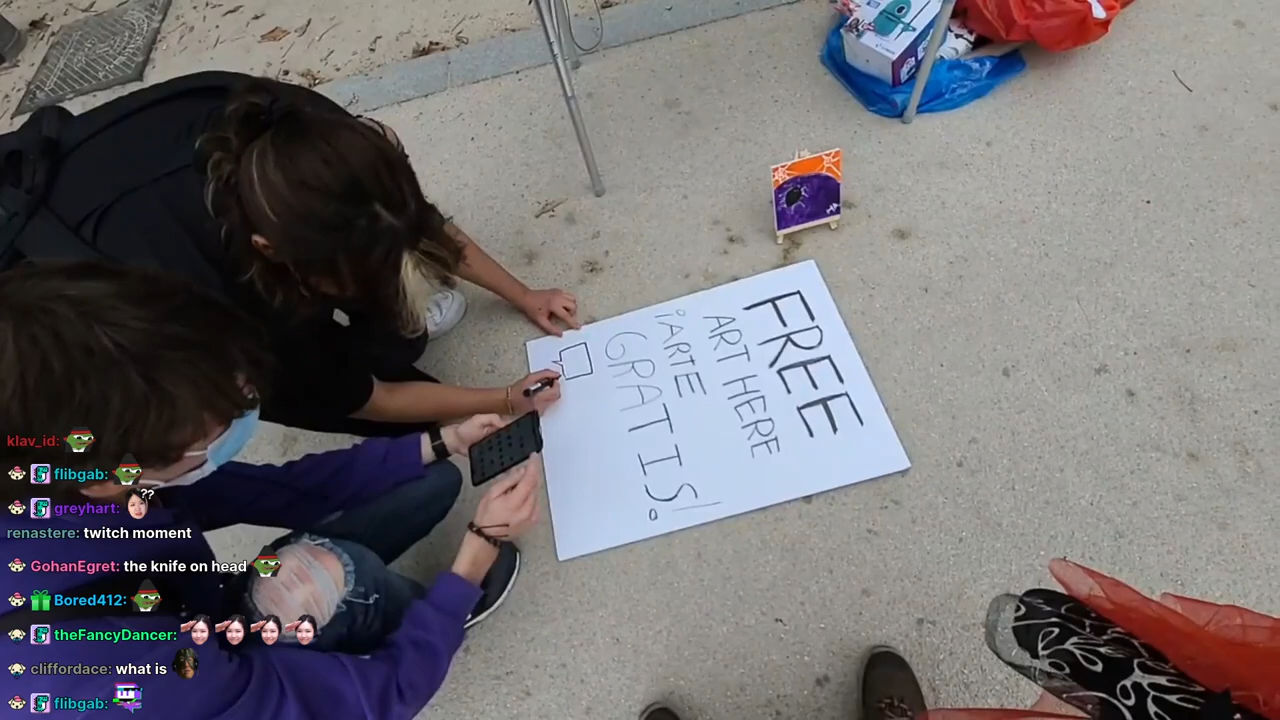 FREE
ART HERE
¡ARTE
GRATIS!
klav_id:
flibgab:
greyhart: ??
renastere: twitch moment
GohanEgret: the knife on head
Bored412:
theFancyDancer:
cliffordace: what is
flibgab: